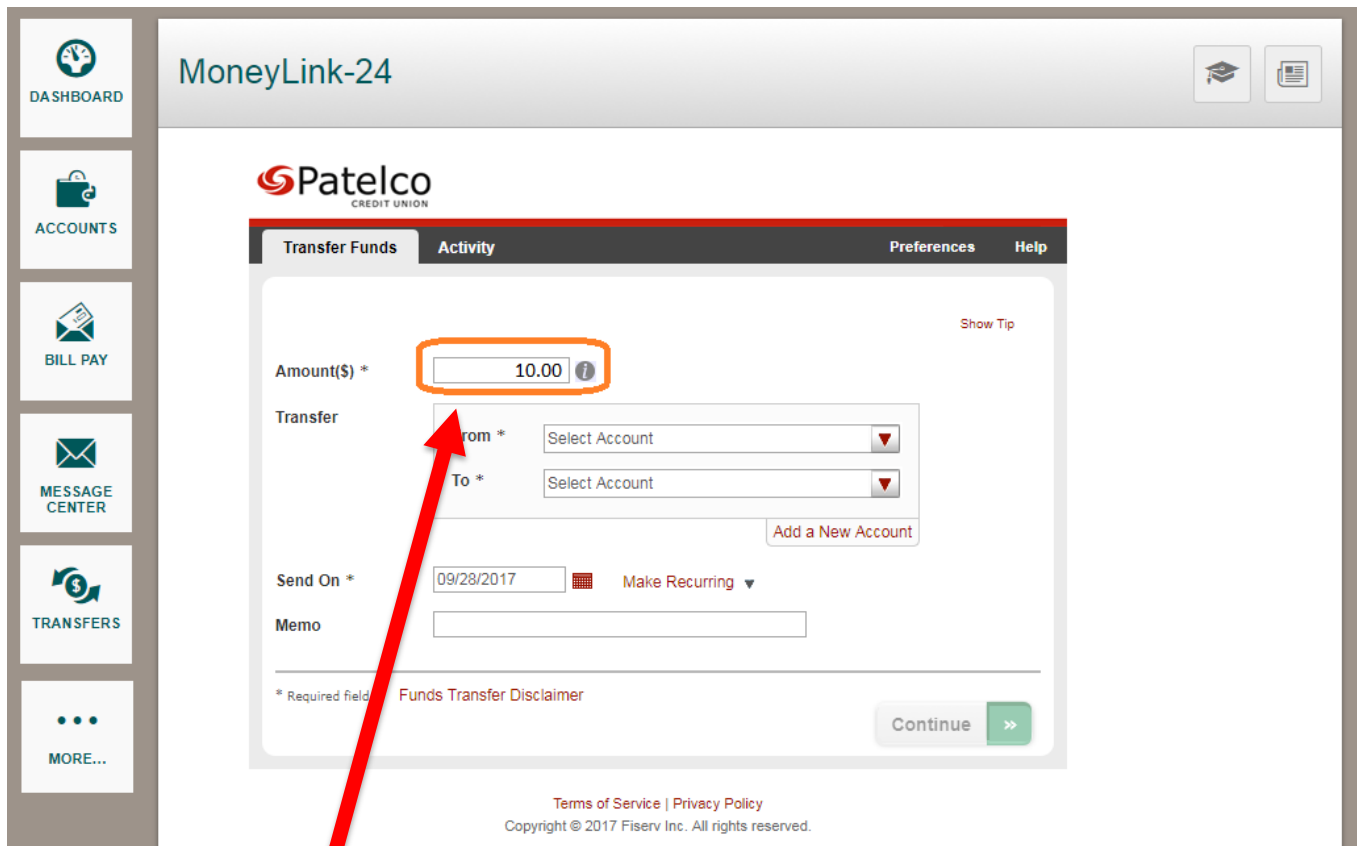 DASHBOARD
ACCOUNTS
BILL PAY
MESSAGE
CENTER
TRANSFERS
MORE...
MoneyLink-24
Patelco
CREDIT UNION
Transfer Funds Activity Preferences Help
Show Tip
Amount($) * 10.00
Transfer
rom * Select Account
To * Select Account
Add a New Account
Send On * 09/28/2017 Make Recurring
Memo
* Required field Funds Transfer Disclaimer
Continue »
Terms of Service | Privacy Policy
Copyright © 2017 Fiserv Inc. All rights reserved.